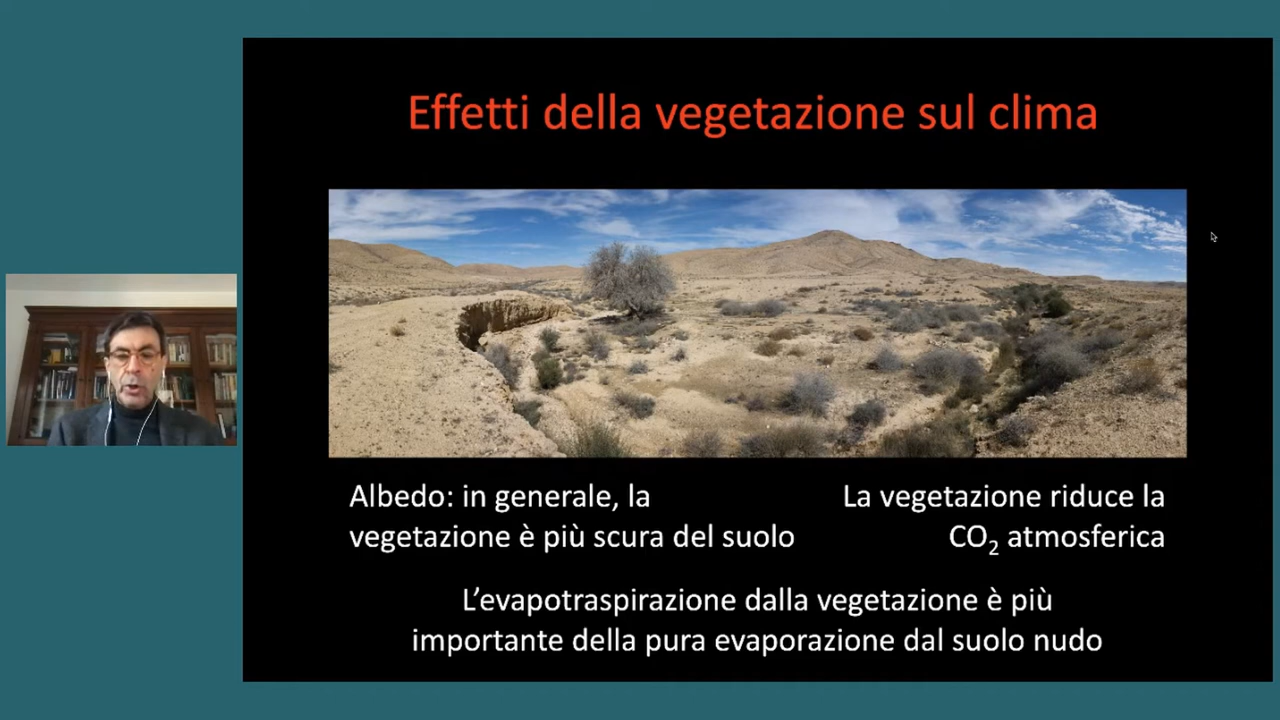 Effetti della vegetazione sul clima
Albedo: in generale, la
vegetazione è più scura del suolo
La vegetazione riduce la
CO₂ atmosferica
L’evapotraspirazione dalla vegetazione è più
importante della pura evaporazione dal suolo nudo